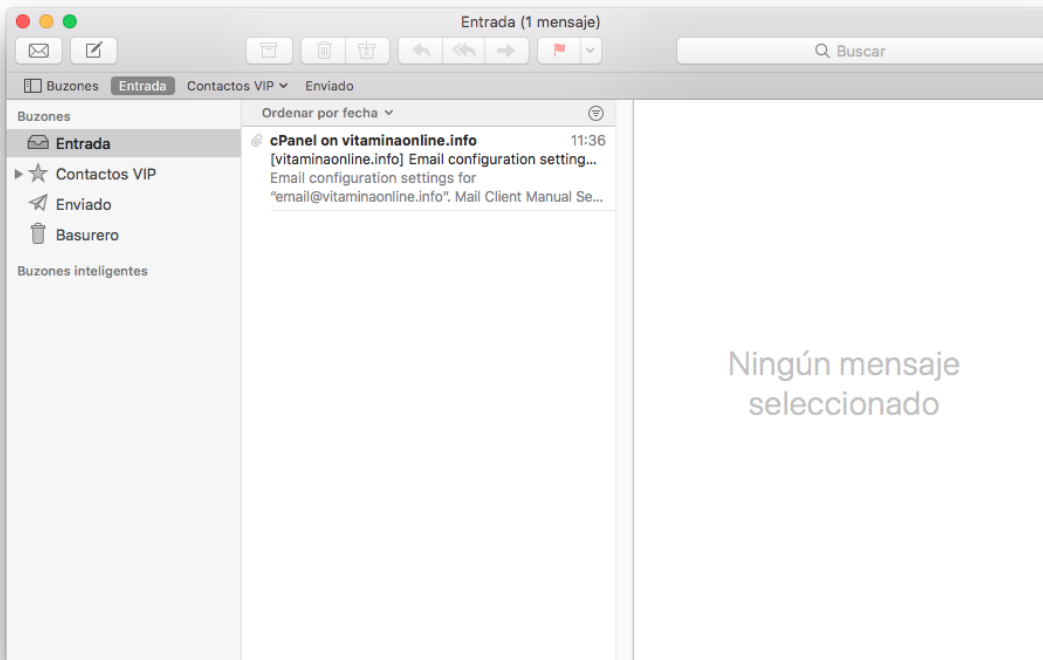 Entrada (1 mensaje)
Buscar
Buzones Entrada Contactos VIP Enviado
Buzones
Entrada
Contactos VIP
Enviado
Basurero
Buzones inteligentes
Ordenar por fecha
cPanel on vitaminaonline.info 11:36
[vitaminaonline.info] Email configuration setting...
Email configuration settings for
“email@vitaminaonline.info”. Mail Client Manual Se...
Ningún mensaje
seleccionado